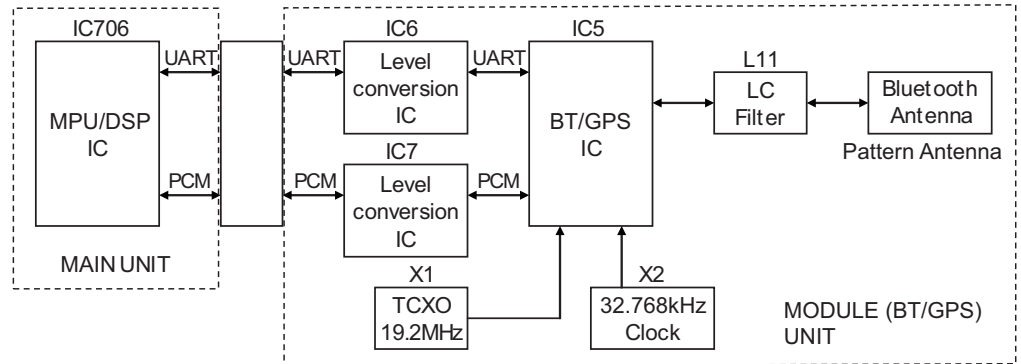 IC706
MPU/DSP
IC
UART
PCM
MAIN UNIT
UART
PCM
IC6
Level
conversion
IC
IC7
Level
conversion
IC
UART
PCM
IC5
BT/GPS
IC
L11
LC
Filter
Bluetooth
Antenna
Pattern Antenna
X1
TCXO
19.2MHz
X2
32.768kHz
Clock
MODULE (BT/GPS)
UNIT